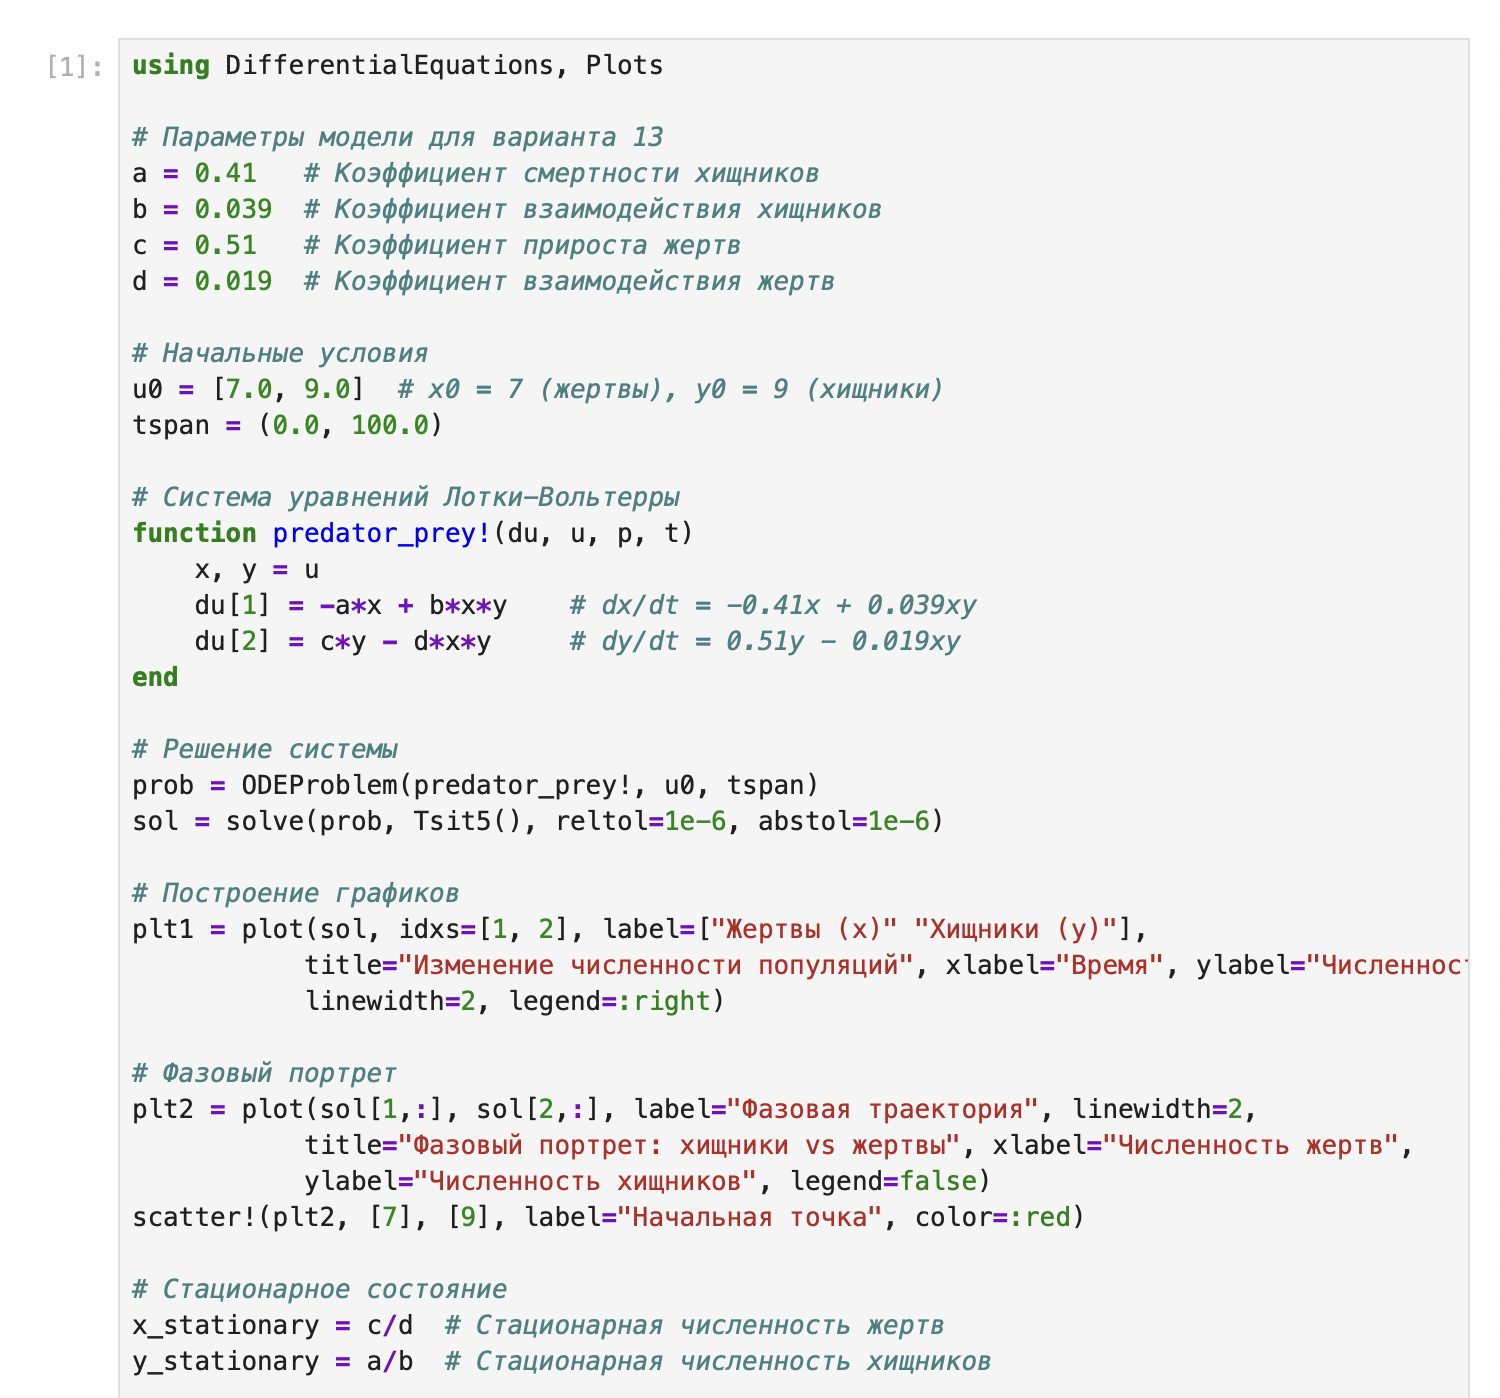 [1]: using DifferentialEquations, Plots
# Параметры модели для варианта 13
a = 0.41   # Коэффициент смертности хищников
b = 0.039  # Коэффициент взаимодействия хищников
c = 0.51   # Коэффициент прироста жертв
d = 0.019  # Коэффициент взаимодействия жертв
# Начальные условия
u0 = [7.0, 9.0]  # x0 = 7 (жертвы), y0 = 9 (хищники)
tspan = (0.0, 100.0)
# Система уравнений Лотки-Вольтерры
function predator_prey!(du, u, p, t)
    x, y = u
    du[1] = -a*x + b*x*y    # dx/dt = -0.41x + 0.039xy
    du[2] = c*y - d*x*y     # dy/dt = 0.51y - 0.019xy
end
# Решение системы
prob = ODEProblem(predator_prey!, u0, tspan)
sol = solve(prob, Tsit5(), reltol=1e-6, abstol=1e-6)
# Построение графиков
plt1 = plot(sol, idxs=[1, 2], label=["Жертвы (x)" "Хищники (y)"],
           title="Изменение численности популяций", xlabel="Время", ylabel="Численност
           linewidth=2, legend=:right)
# Фазовый портрет
plt2 = plot(sol[1,:], sol[2,:], label="Фазовая траектория", linewidth=2,
           title="Фазовый портрет: хищники vs жертвы", xlabel="Численность жертв",
           ylabel="Численность хищников", legend=false)
scatter!(plt2, [7], [9], label="Начальная точка", color=:red)
# Стационарное состояние
x_stationary = c/d  # Стационарная численность жертв
y_stationary = a/b  # Стационарная численность хищников